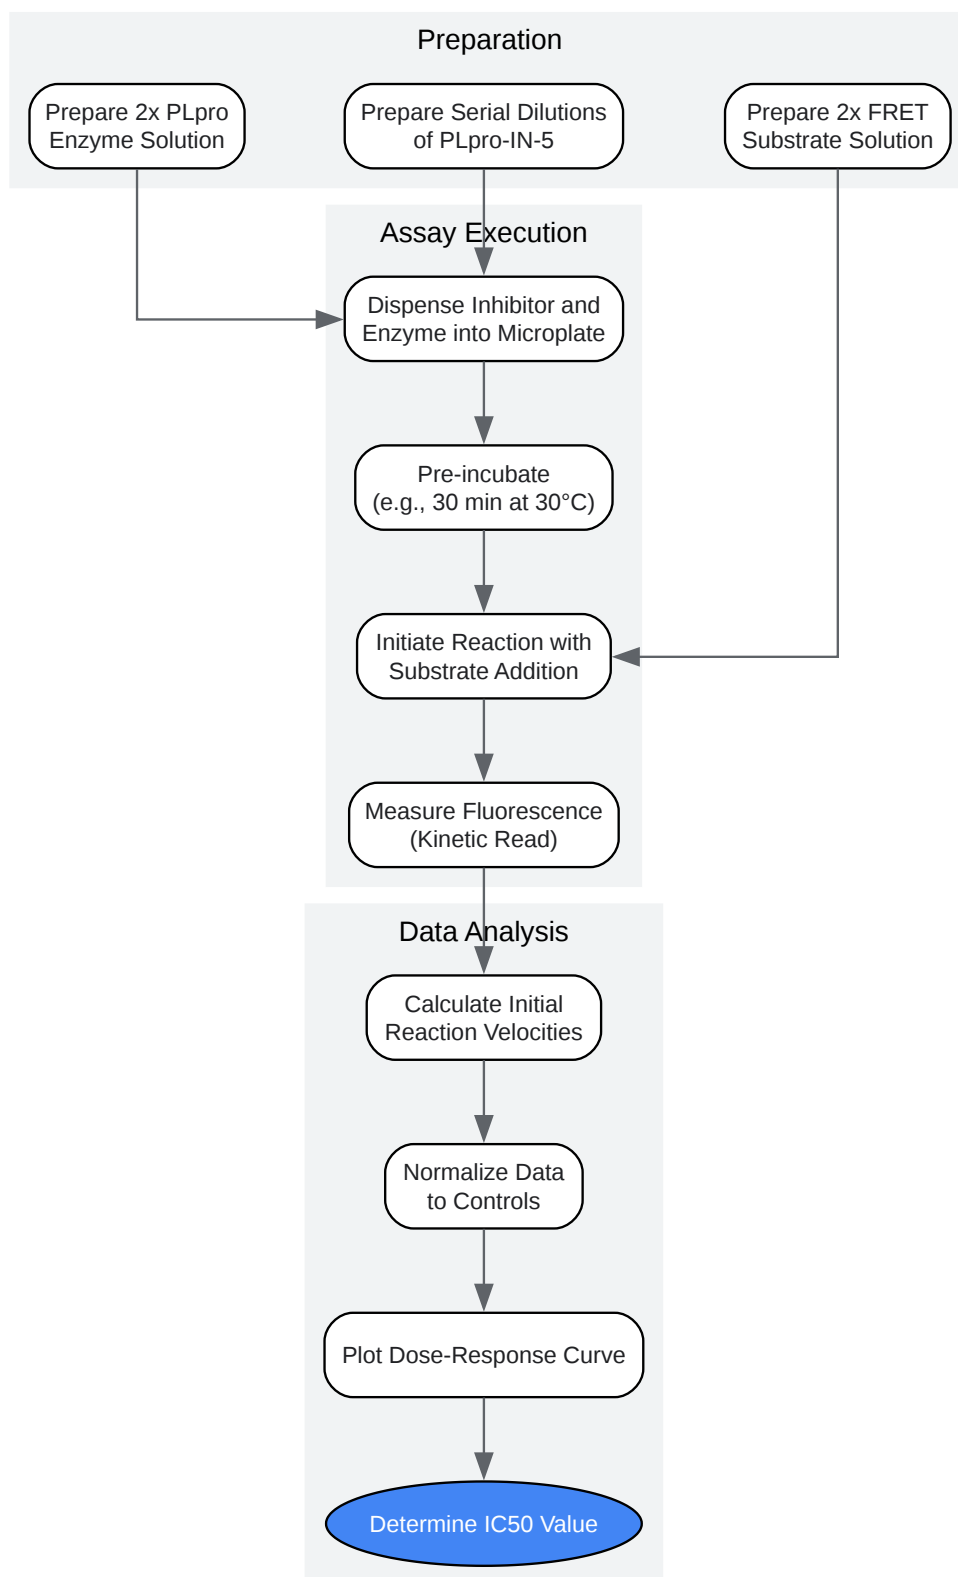 Preparation
Prepare 2x PLpro
Enzyme Solution
Prepare Serial Dilutions
of PLpro-IN-5
Prepare 2x FRET
Substrate Solution
Assay Execution
Dispense Inhibitor and
Enzyme into Microplate
Pre-incubate
(e.g., 30 min at 30°C)
Initiate Reaction with
Substrate Addition
Measure Fluorescence
(Kinetic Read)
Data Analysis
Calculate Initial
Reaction Velocities
Normalize Data
to Controls
Plot Dose-Response Curve
Determine IC50 Value